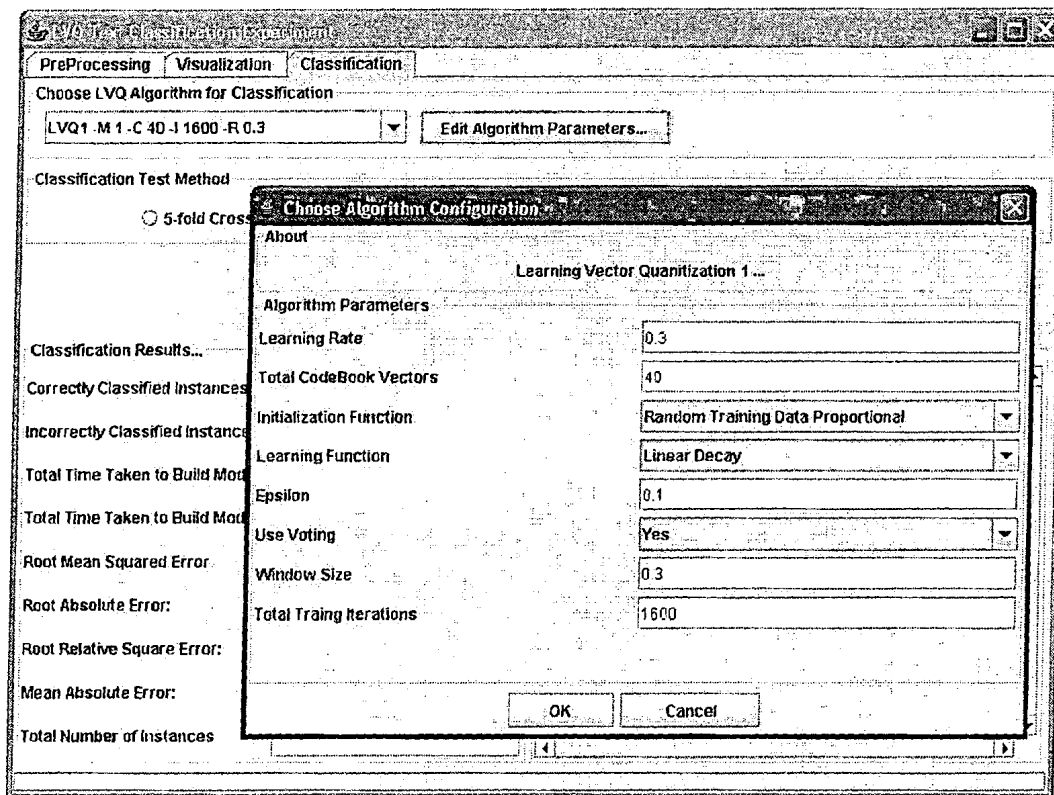 LVQ Text Classification Experiment
PreProcessing Visualization Classification
Choose LVQ Algorithm for Classification
LVQ1 -M 1 -C 40 -I 1600 -R 0.3 Edit Algorithm Parameters...
Classification Test Method
5-fold Cross
Choose Algorithm Configuration
About
Learning Vector Quanitization 1...
Algorithm Parameters
Learning Rate 0.3
Total CodeBook Vectors 40
Initialization Function Random Training Data Proportional
Learning Function Linear Decay
Epsilon 0.1
Use Voting Yes
Window Size 0.3
Total Traing Iterations 1600
OK Cancel
Classification Results...
Correctly Classified Instances
Incorrectly Classified Instance
Total Time Taken to Build Mod
Total Time Taken to Build Mod
Root Mean Squared Error
Root Absolute Error:
Root Relative Square Error:
Mean Absolute Error:
Total Number of Instances